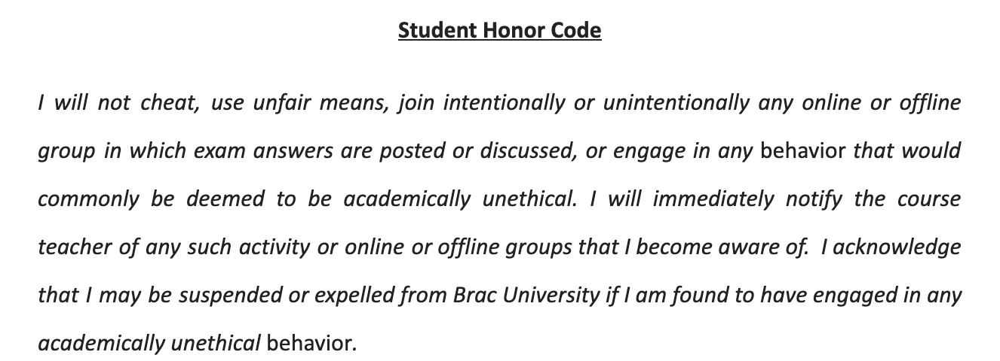 Student Honor Code
I will not cheat, use unfair means, join intentionally or unintentionally any online or offline
group in which exam answers are posted or discussed, or engage in any behavior that would
commonly be deemed to be academically unethical. I will immediately notify the course
teacher of any such activity or online or offline groups that I become aware of. I acknowledge
that I may be suspended or expelled from Brac University if I am found to have engaged in any
academically unethical behavior.